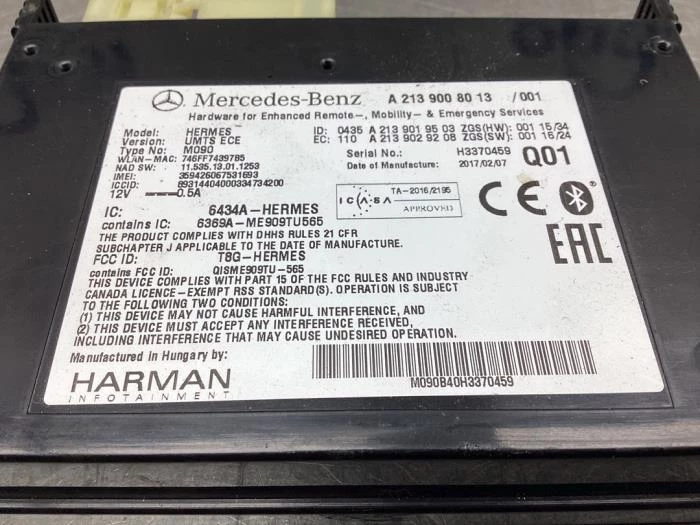 Mercedes-Benz A 213 900 80 13 /001
Hardware for Enhanced Remote-, Mobility- & Emergency Services
Model: HERMES ID: 0435 A 213 901 95 03 ZGS(HW): 001 15/34
Version: UMTS ECE EC: 110 A 213 902 92 08 ZGS(SW): 001 16/24
Type No: M090 Serial No.: H3370459
WLAN-MAC: 746FF7439785 Date of Manufacture: 2017/02/07 Q01
NAD SW: 11.535.13.01.1253
IMEI: 359426067531693
ICCID: 89314404000334734200
12V 0.5A
ICASA TA-2016/2195 APPROVED
CE
EAC
IC: 6434A-HERMES
contains IC: 6369A-ME909TU565
THE PRODUCT COMPLIES WITH DHHS RULES 21 CFR
SUBCHAPTER J APPLICABLE TO THE DATE OF MANUFACTURE
FCC ID: T8G-HERMES
contains FCC ID: QISME909TU-565
THIS DEVICE COMPLIES WITH PART 15 OF THE FCC RULES AND INDUSTRY
CANADA LICENCE-EXEMPT RSS STANDARD(S). OPERATION IS SUBJECT
TO THE FOLLOWING TWO CONDITIONS:
(1) THIS DEVICE MAY NOT CAUSE HARMFUL INTERFERENCE, AND
(2) THIS DEVICE MUST ACCEPT ANY INTERFERENCE RECEIVED,
INCLUDING INTERFERENCE THAT MAY CAUSE UNDESIRED OPERATION.
Manufactured in Hungary by:
HARMAN
INFOTAINMENT
M090B40H3370459